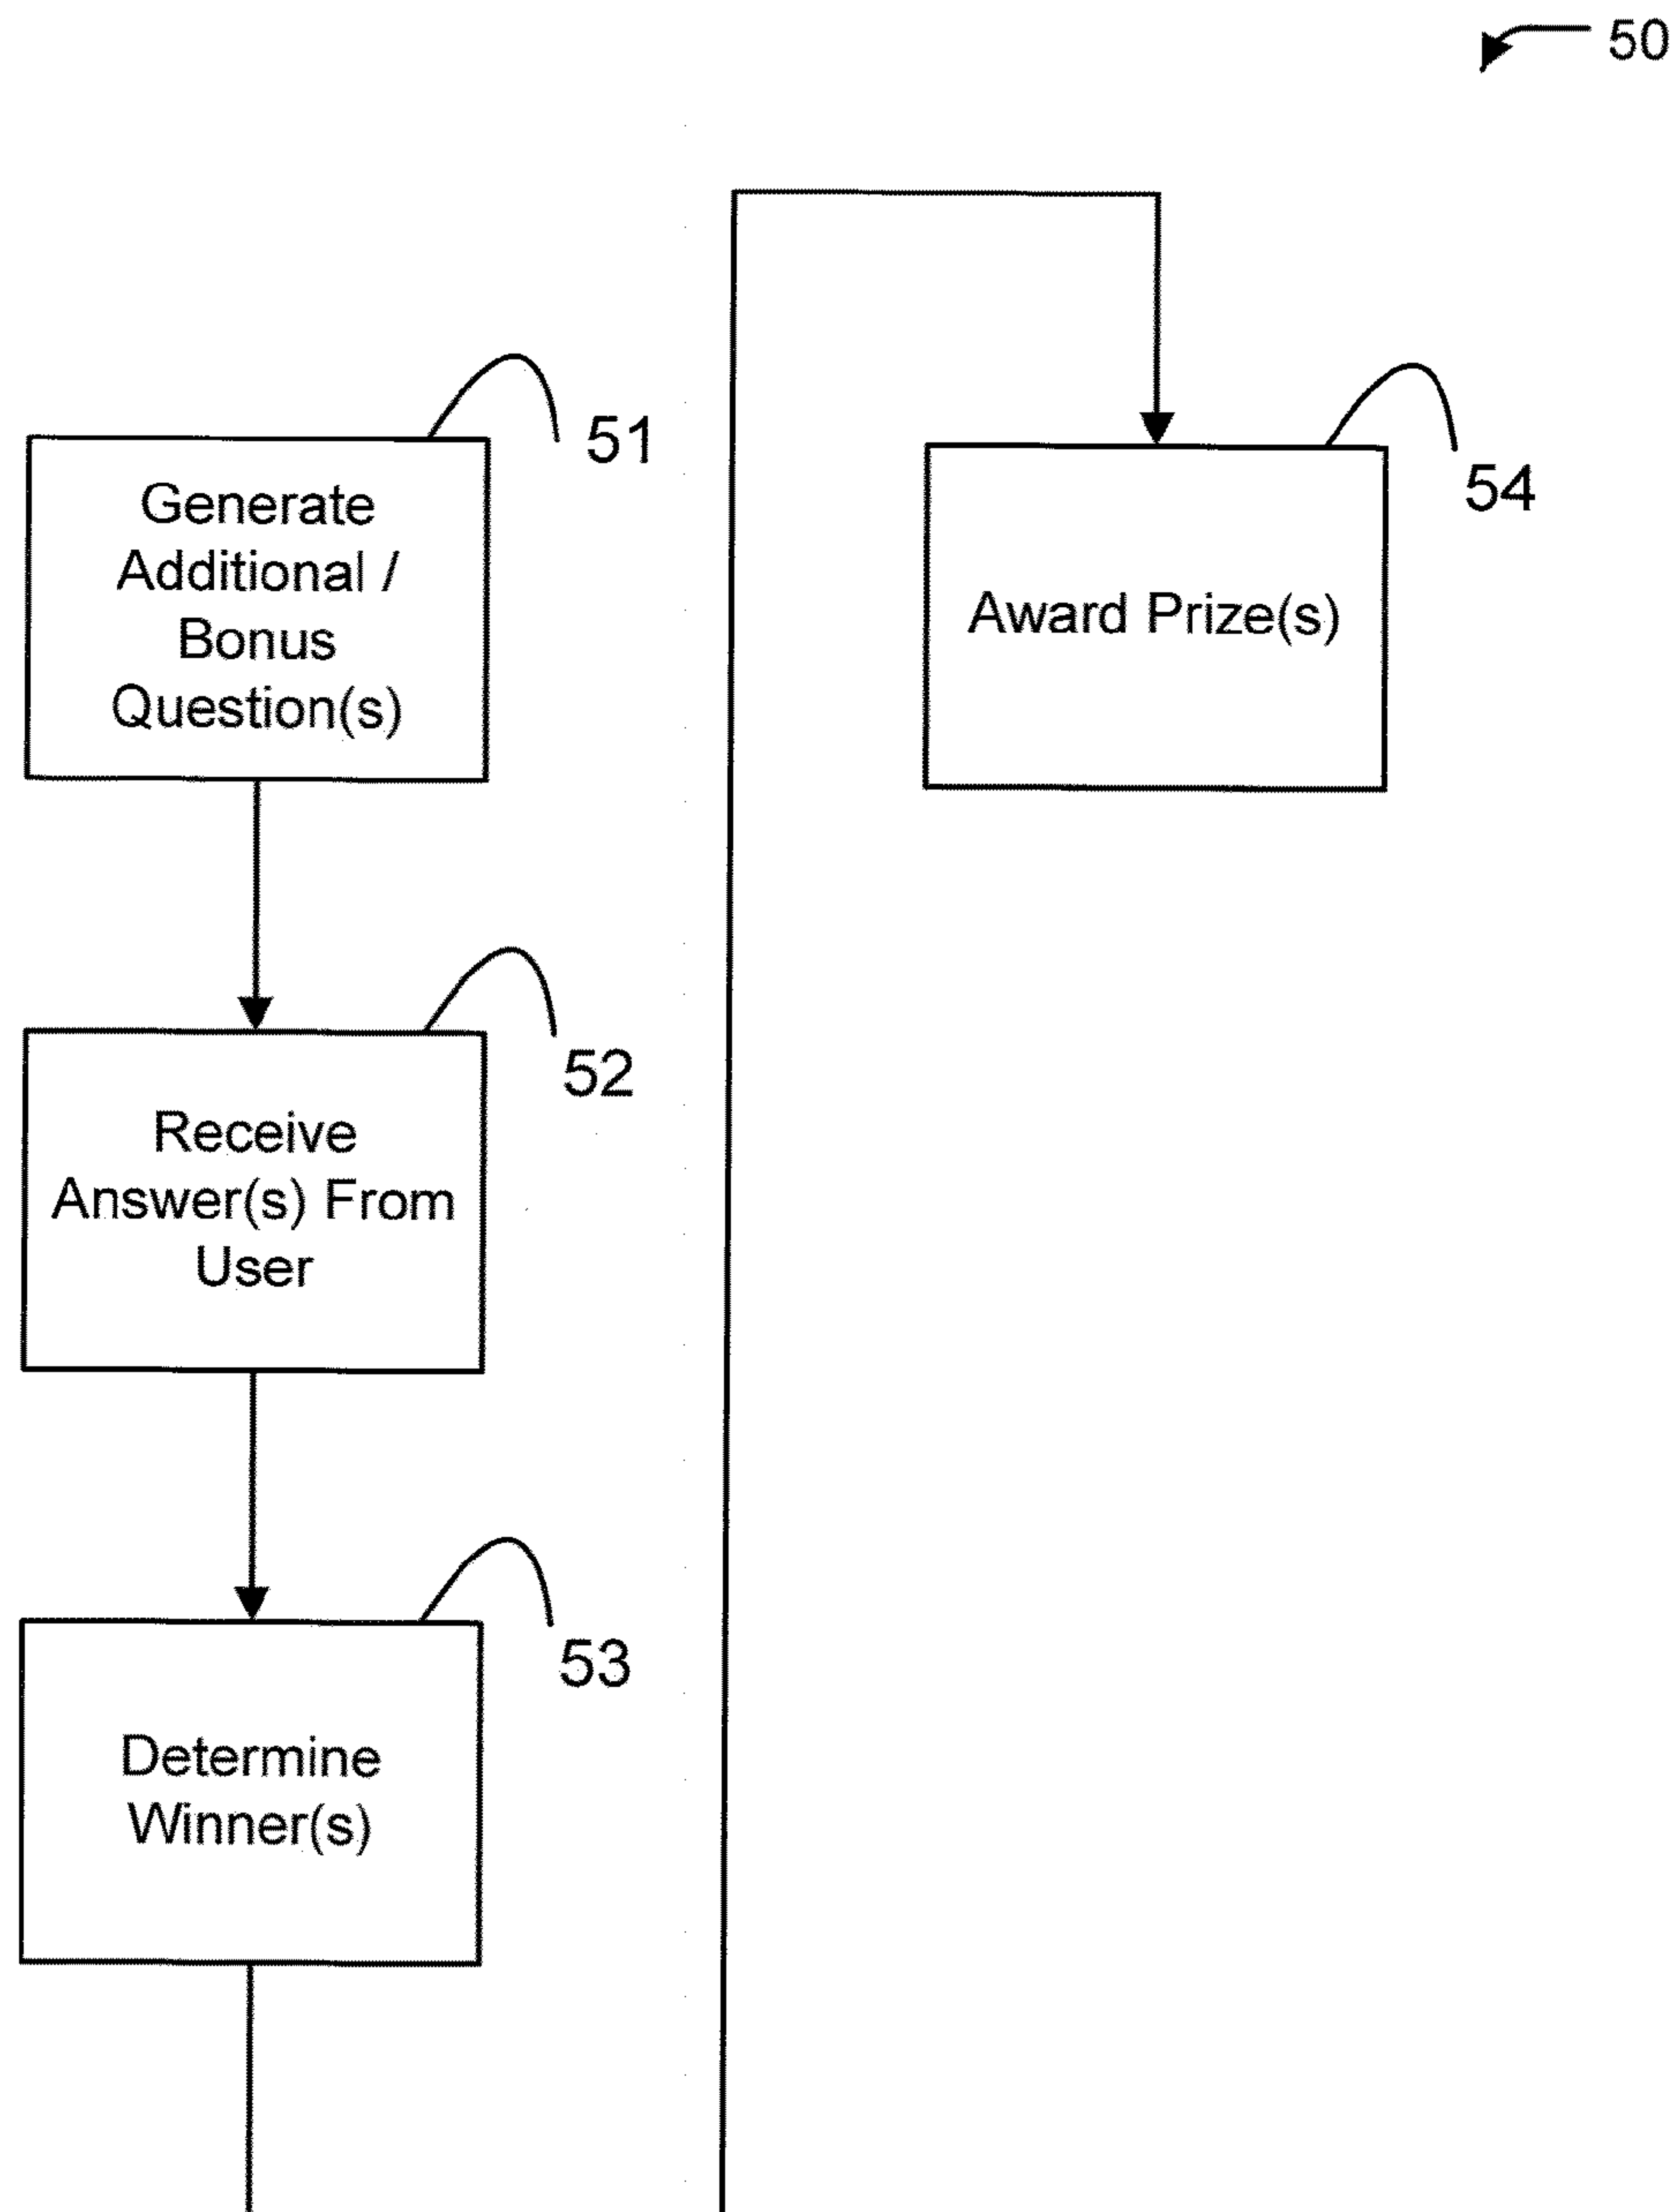 50
51
Generate
Additional /
Bonus
Question(s)
52
Receive
Answer(s) From
User
53
Determine
Winner(s)
54
Award Prize(s)